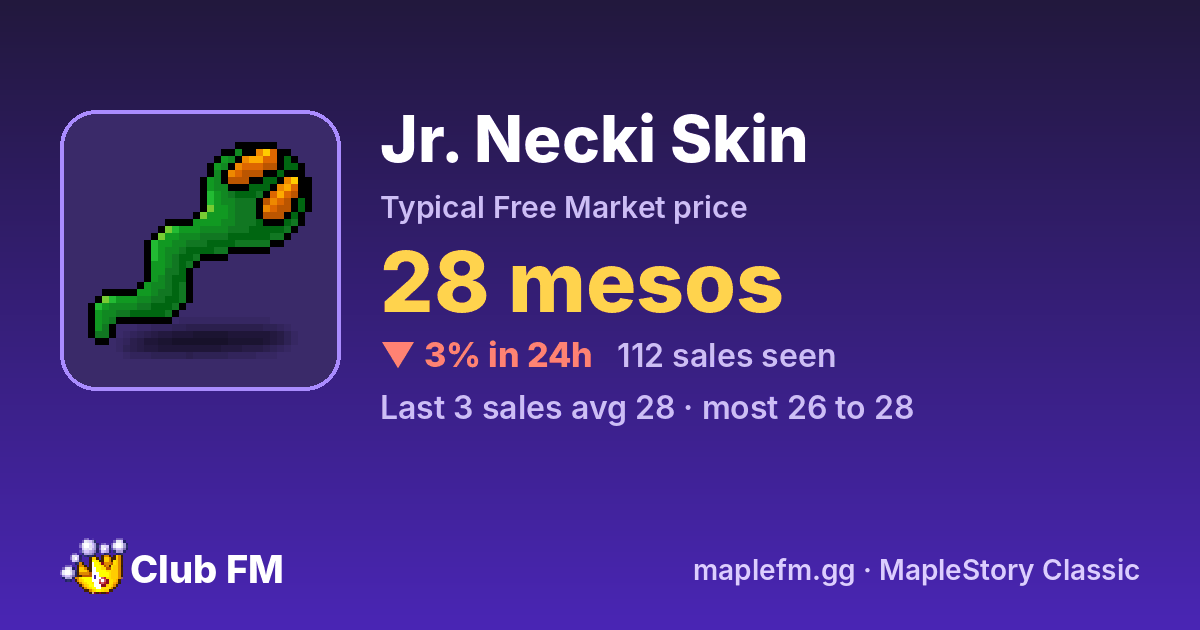 Jr. Necki Skin
Typical Free Market price
28 mesos
▼ 3% in 24h 112 sales seen
Last 3 sales avg 28 · most 26 to 28
Club FM
maplefm.gg · MapleStory Classic